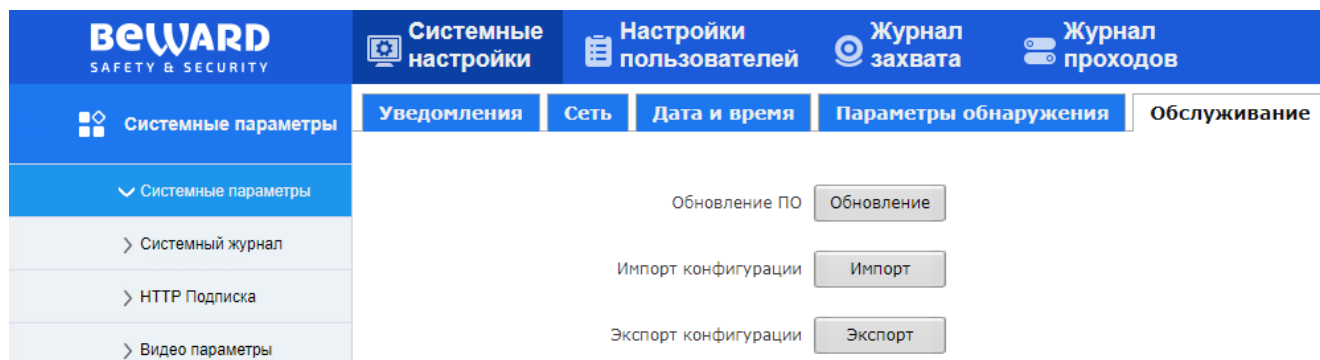 BEWARD
SAFETY & SECURITY
Системные
настройки
Настройки
пользователей
Журнал
захвата
Журнал
проходов
Системные параметры
Уведомления
Сеть
Дата и время
Параметры обнаружения
Обслуживание
Системные параметры
Системный журнал
HTTP Подписка
Видео параметры
Обновление ПО
Обновление
Импорт конфигурации
Импорт
Экспорт конфигурации
Экспорт